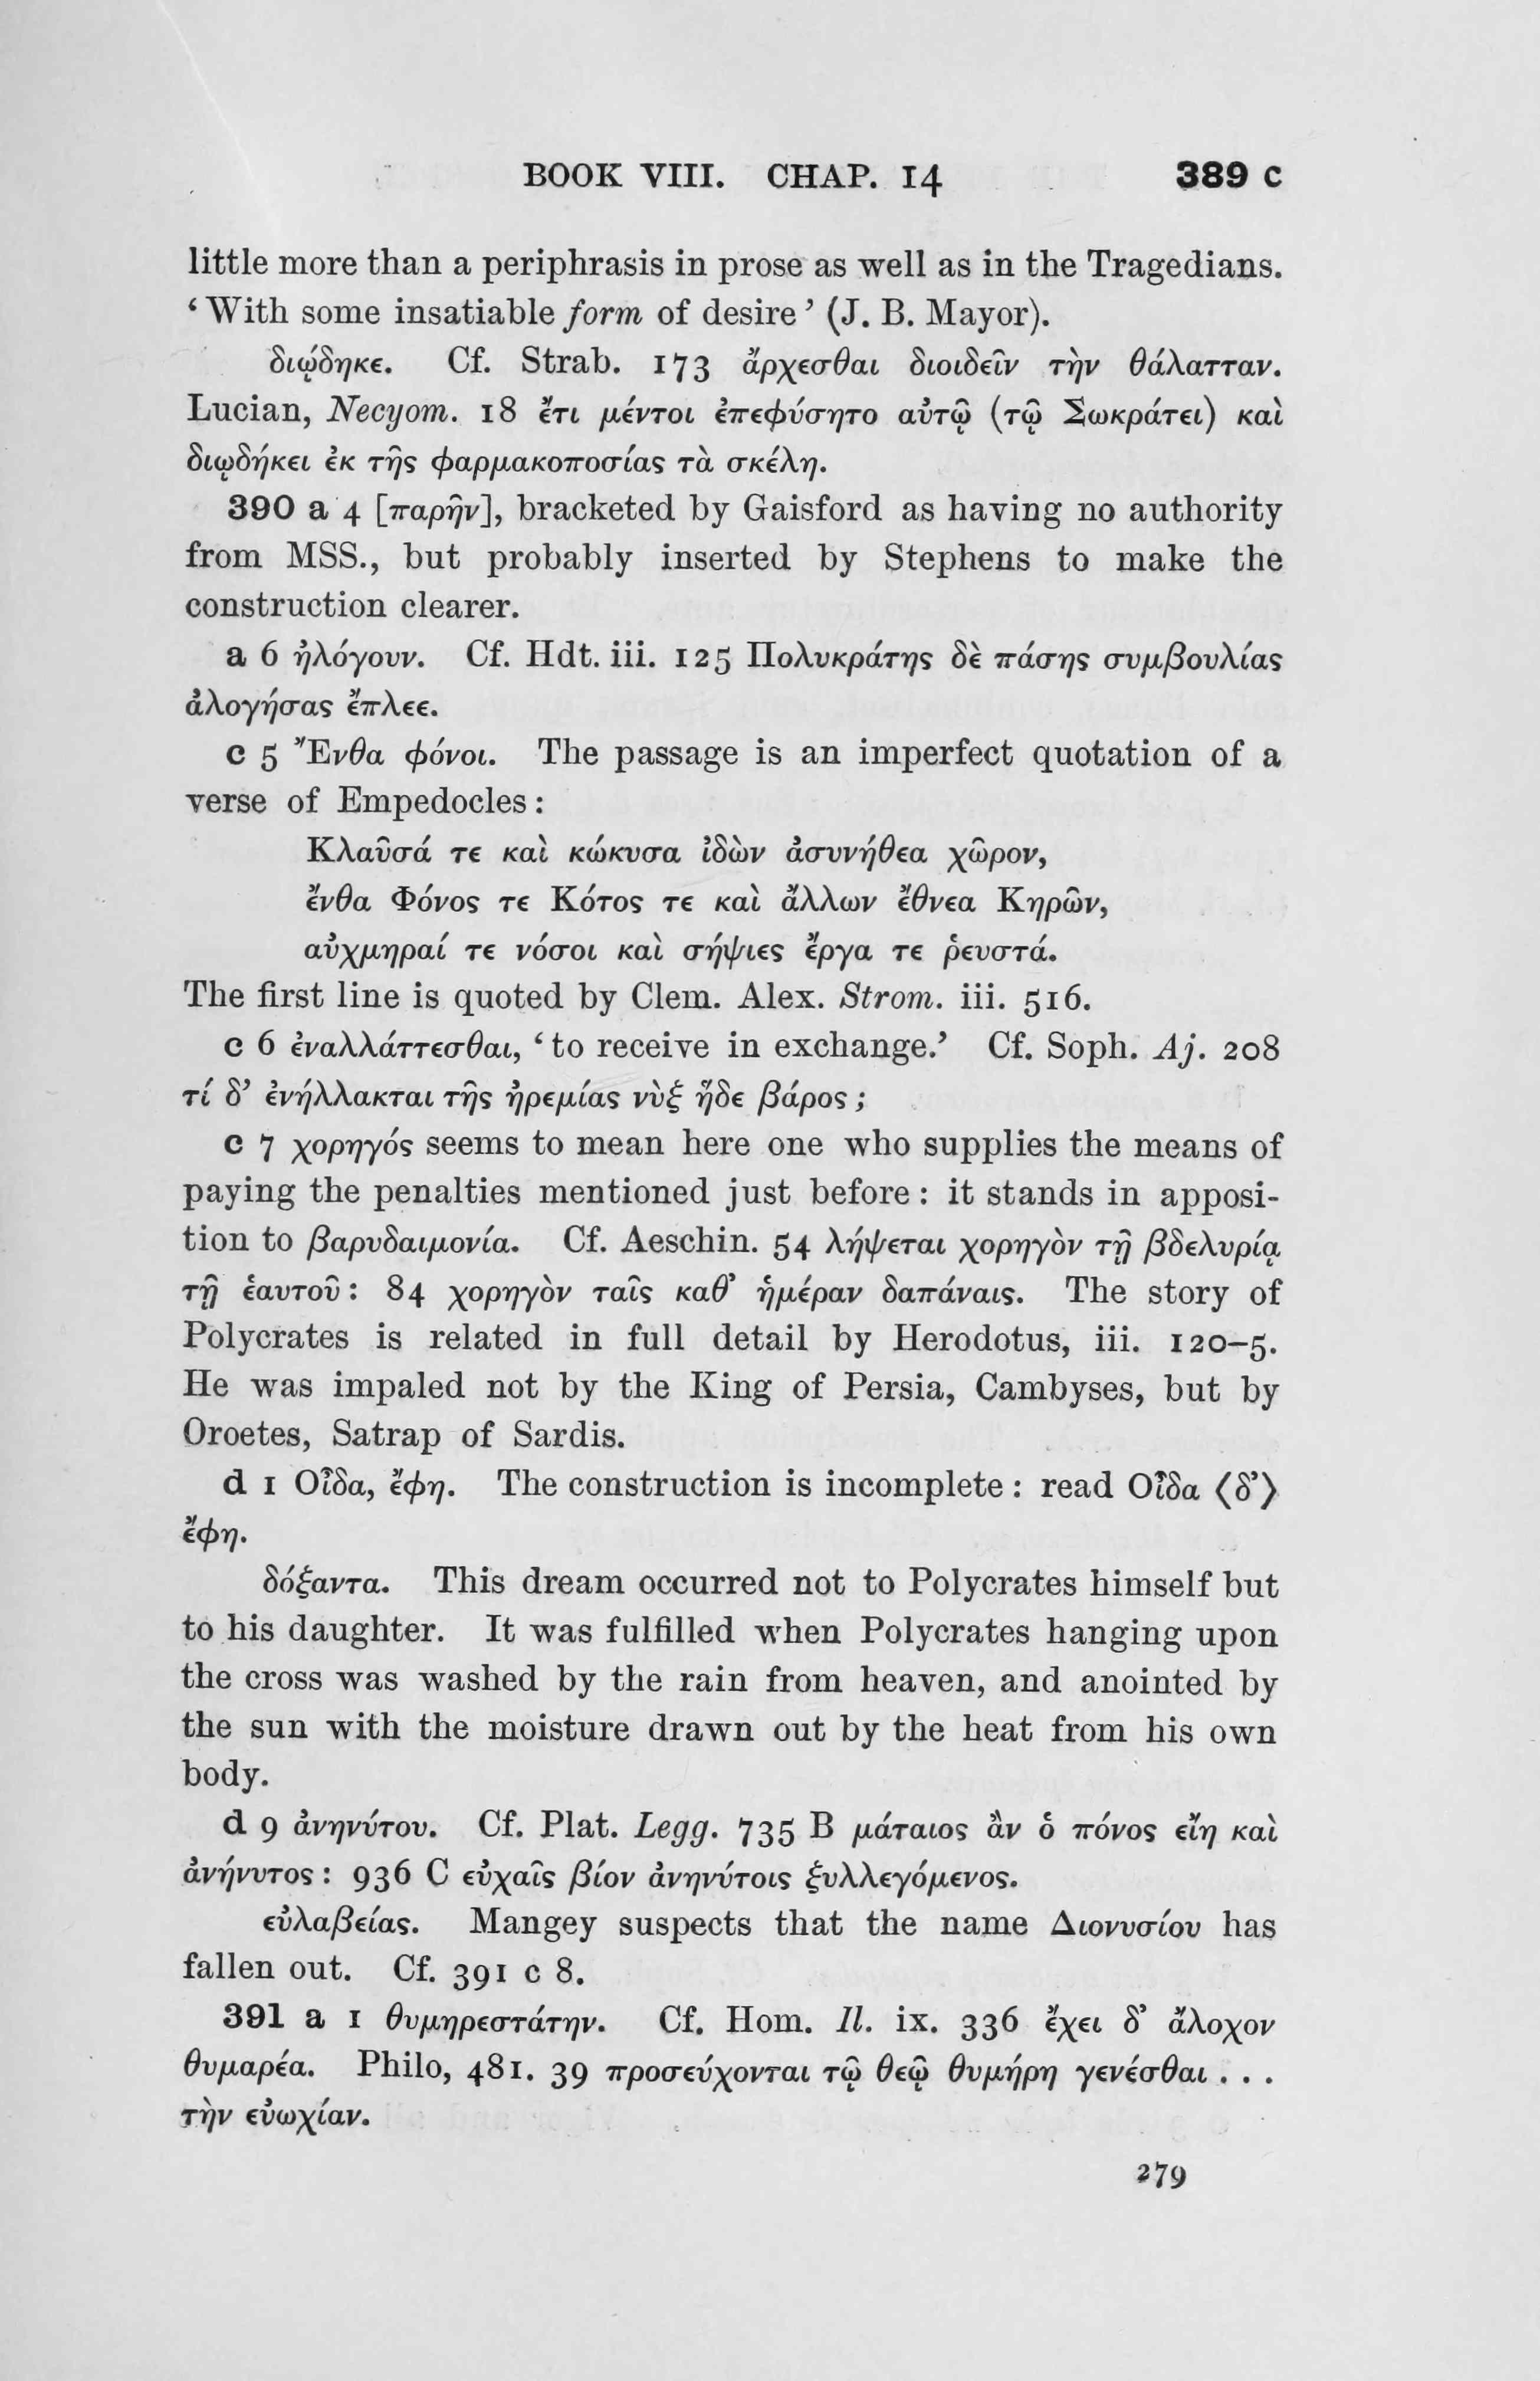 BOOK VIII. CHAP. 14 389 c
little more than a periphrasis in prose as well as in the Tragedians.
‘With some insatiable form of desire’ (J. B. Mayor).
διῴδηκε. Cf. Strab. 173 ἄρχεσθαι διοιδεῖν τὴν θάλατταν.
Lucian, Necyom. 18 ἔτι μέντοι ἐπεφύσητο αὐτῷ (τῷ Σωκράτει) καὶ
διῳδήκει ἐκ τῆς φαρμακοποσίας τὰ σκέλη.
390 a 4 [παρῆν], bracketed by Gaisford as having no authority
from MSS., but probably inserted by Stephens to make the
construction clearer.
a 6 ἠλόγουν. Cf. Hdt. iii. 125 Πολυκράτης δὲ πάσης συμβουλίας
ἀλογήσας ἔπλεε.
c 5 Ἔνθα φόνοι. The passage is an imperfect quotation of a
verse of Empedocles:
Κλαῦσά τε καὶ κώκυσα ἰδὼν ἀσυνήθεα χῶρον,
ἔνθα Φόνος τε Κότος τε καὶ ἄλλων ἔθνεα Κηρῶν,
αὐχμηραί τε νόσοι καὶ σήψιες ἔργα τε ῥευστά.
The first line is quoted by Clem. Alex. Strom. iii. 516.
c 6 ἐναλλάττεσθαι, ‘to receive in exchange.’ Cf. Soph. Aj. 208
τί δ’ ἐνήλλακται τῆς ἠρεμίας νὺξ ἥδε βάρος;
c 7 χορηγός seems to mean here one who supplies the means of
paying the penalties mentioned just before: it stands in apposi-
tion to βαρυδαιμονία. Cf. Aeschin. 54 λήψεται χορηγὸν τῇ βδελυρίᾳ
τῇ ἑαυτοῦ: 84 χορηγὸν ταῖς καθ’ ἡμέραν δαπάναις. The story of
Polycrates is related in full detail by Herodotus, iii. 120–5.
He was impaled not by the King of Persia, Cambyses, but by
Oroetes, Satrap of Sardis.
d 1 Οἶδα, ἔφη. The construction is incomplete: read Οἶδα ⟨δ’⟩
ἔφη.
δόξαντα. This dream occurred not to Polycrates himself but
to his daughter. It was fulfilled when Polycrates hanging upon
the cross was washed by the rain from heaven, and anointed by
the sun with the moisture drawn out by the heat from his own
body.
d 9 ἀνηνύτου. Cf. Plat. Legg. 735 B μάταιος ἂν ὁ πόνος εἴη καὶ
ἀνήνυτος: 936 C εὐχαῖς βίον ἀνηνύτοις ξυλλεγόμενος.
εὐλαβείας. Mangey suspects that the name Διονυσίου has
fallen out. Cf. 391 c 8.
391 a 1 θυμηρεστάτην. Cf. Hom. Il. ix. 336 ἔχει δ’ ἄλοχον
θυμαρέα. Philo, 481. 39 προσεύχονται τῷ θεῷ θυμήρη γενέσθαι . . .
τὴν εὐωχίαν.
279